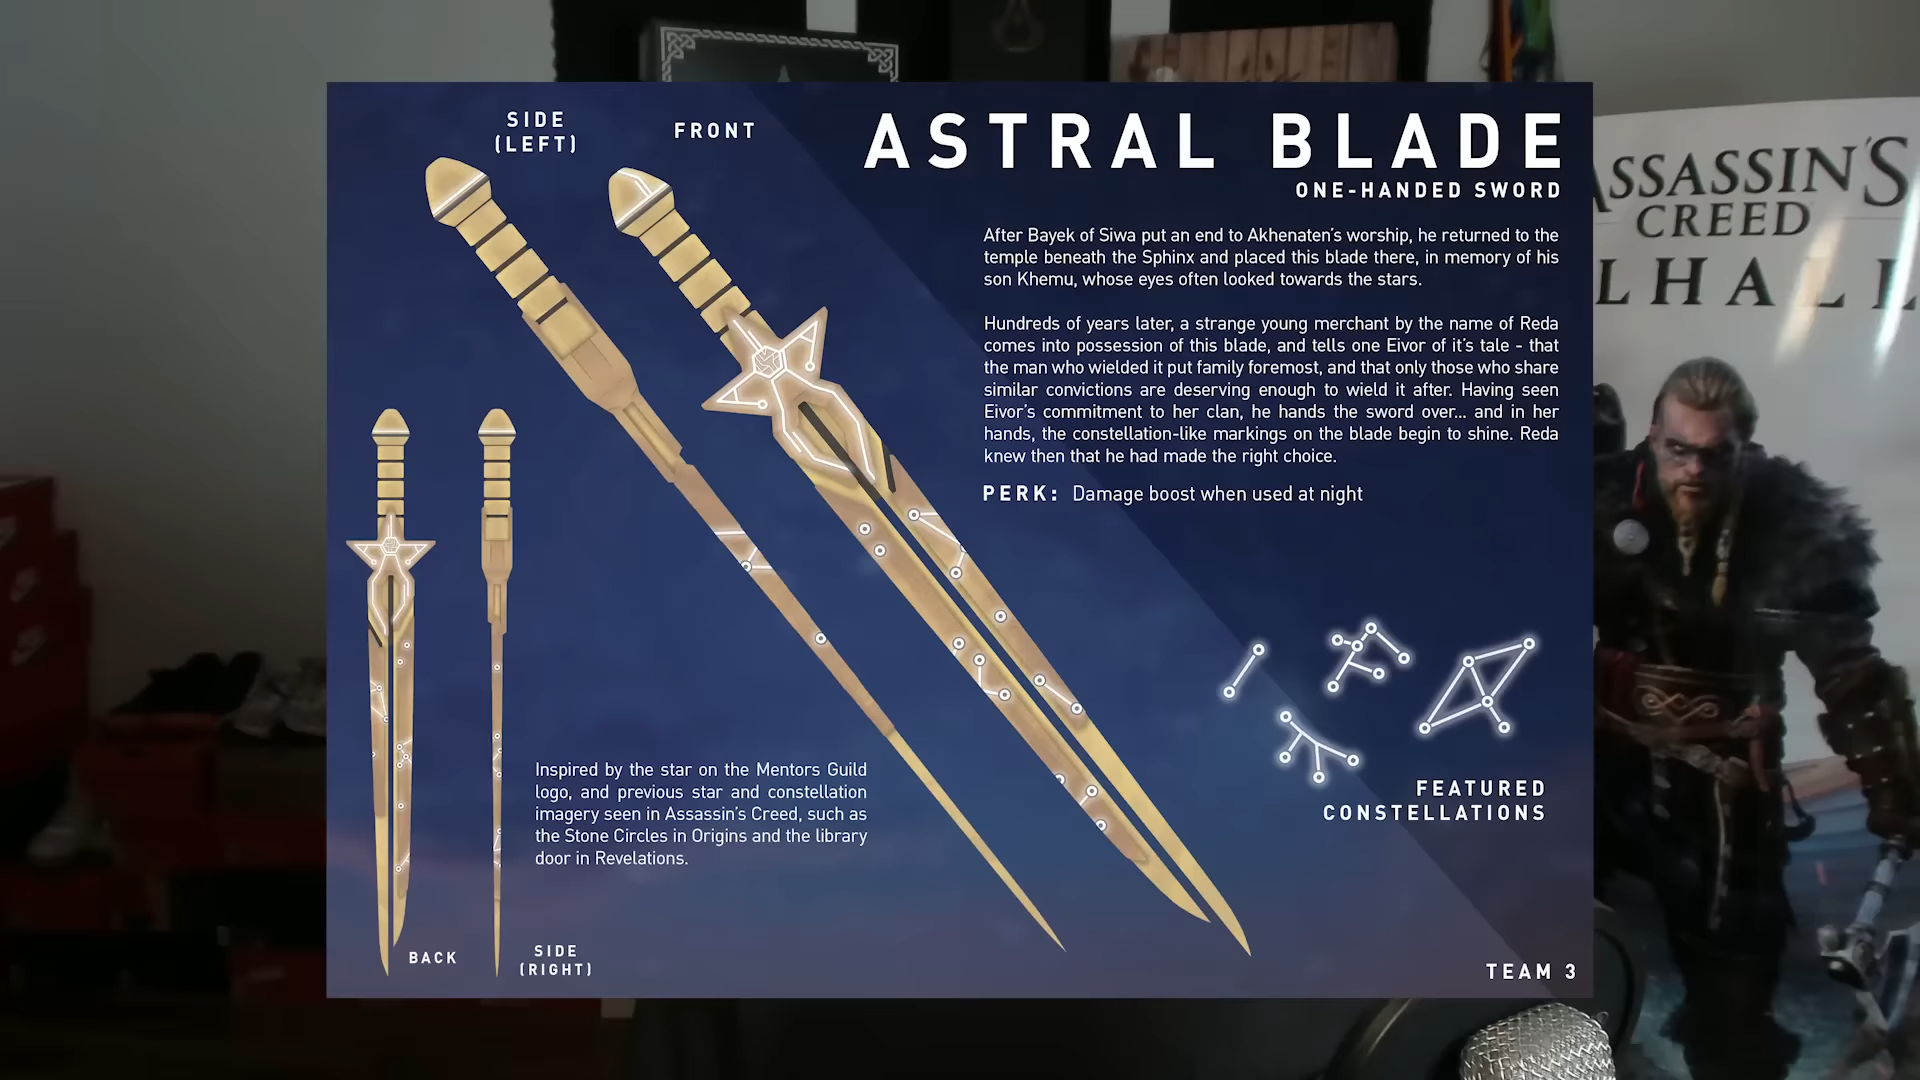 SIDE
(LEFT)
FRONT
ASTRAL BLADE
ONE-HANDED SWORD
After Bayek of Siwa put an end to Akhenaten's worship, he returned to the
temple beneath the Sphinx and placed this blade there, in memory of his
son Khemu, whose eyes often looked towards the stars.
Hundreds of years later, a strange young merchant by the name of Reda
comes into possession of this blade, and tells one Eivor of it's tale - that
the man who wielded it put family foremost, and that only those who share
similar convictions are deserving enough to wield it after. Having seen
Eivor's commitment to her clan, he hands the sword over... and in her
hands, the constellation-like markings on the blade begin to shine. Reda
knew then that he had made the right choice.
PERK: Damage boost when used at night
FEATURED
CONSTELLATIONS
Inspired by the star on the Mentors Guild
logo, and previous star and constellation
imagery seen in Assassin's Creed, such as
the Stone Circles in Origins and the library
door in Revelations.
BACK
SIDE
(RIGHT)
TEAM 3
ASSASSIN'S
CREED
LHALL